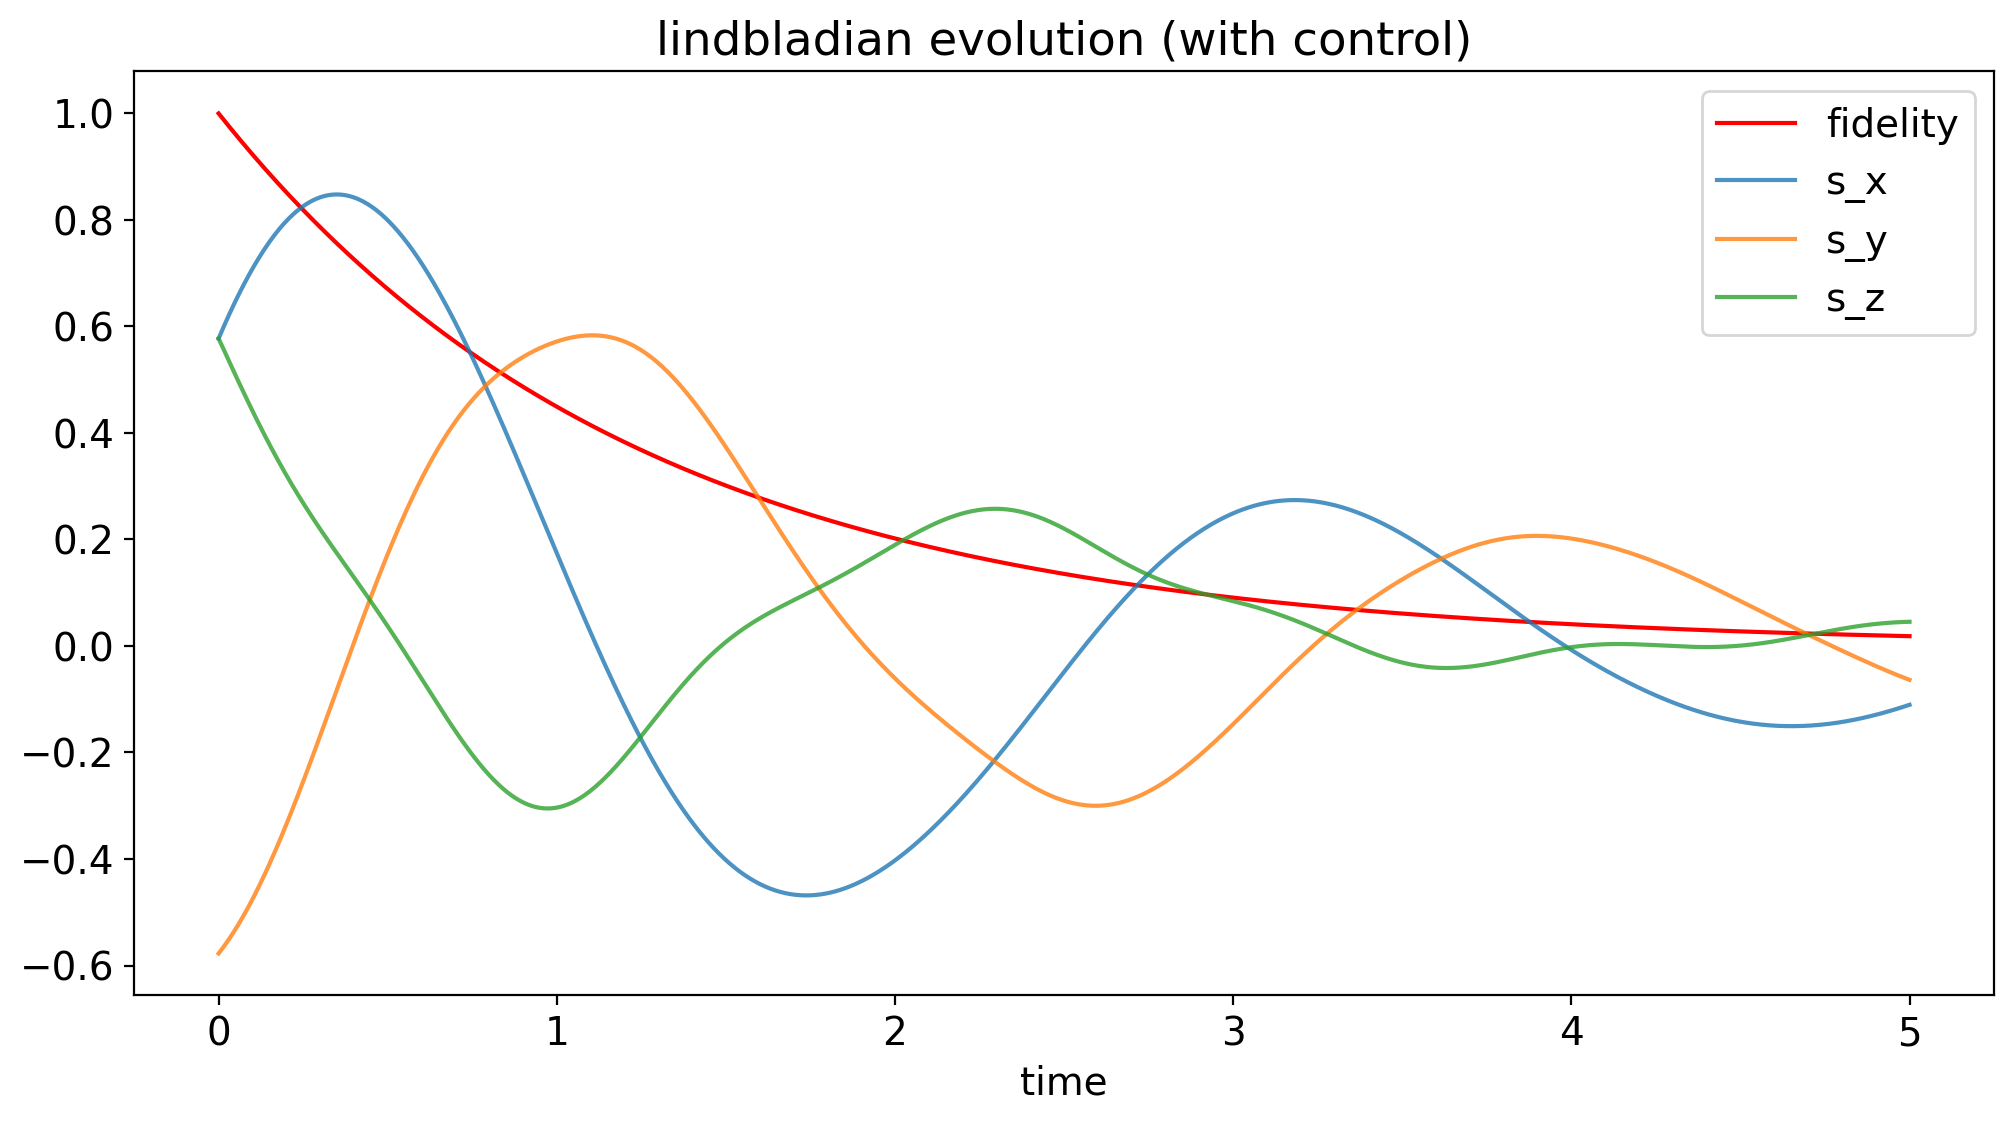 lindbladian evolution (with control)
1.0
0.8
0.6
0.4
0.2
0.0
−0.2
−0.4
−0.6
fidelity
s_x
s_y
s_z
0 1 2 3 4 5
time